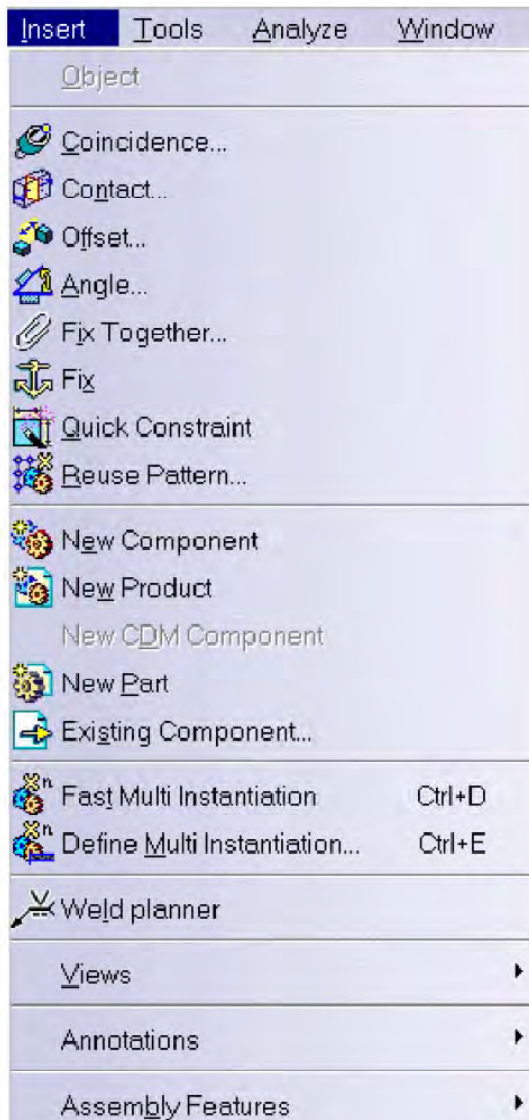 Insert Tools Analyze Window
Object
Coincidence...
Contact...
Offset...
Angle...
Fix Together...
Fix
Quick Constraint
Reuse Pattern...
New Component
New Product
New CDM Component
New Part
Existing Component...
Fast Multi Instantiation Ctrl+D
Define Multi Instantiation... Ctrl+E
Weld planner
Views
Annotations
Assembly Features